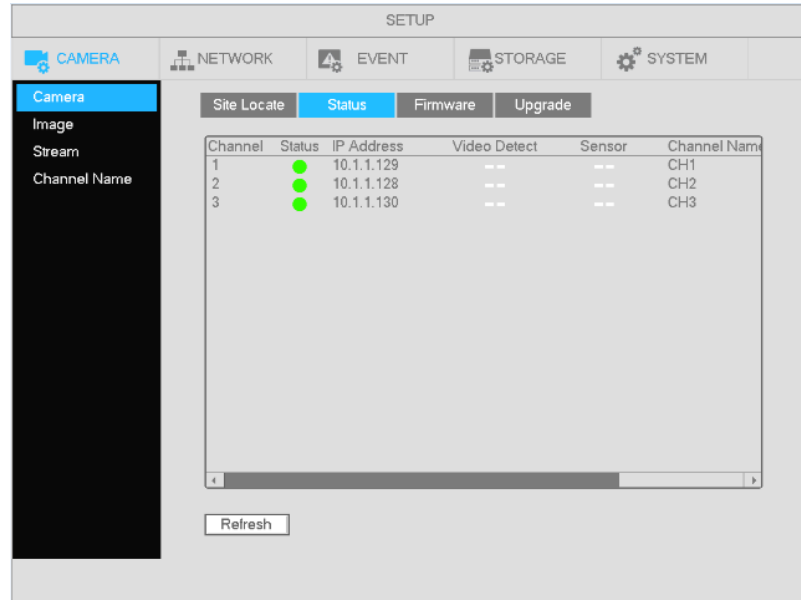 SETUP
CAMERA NETWORK EVENT STORAGE SYSTEM
Camera
Image
Stream
Channel Name
Site Locate Status Firmware Upgrade
Channel Status IP Address Video Detect Sensor Channel Name
1 10.1.1.129 -- -- CH1
2 10.1.1.128 -- -- CH2
3 10.1.1.130 -- -- CH3
Refresh